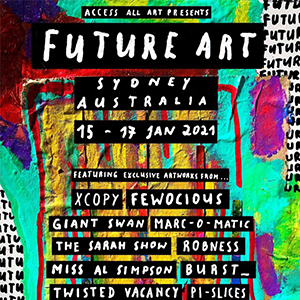 ACCESS ALL ART PRESENTS
FUTURE ART
SYDNEY
AUSTRALIA
15 - 17 JAN 2021
FEATURING EXCLUSIVE ARTWORKS FROM...
XCOPY FEWOCIOUS
GIANT SWAN MARC-O-MATIC
THE SARAH SHOW ROBNESS
MISS AL SIMPSON BURST_
TWISTED VACANCY PI-SLICES